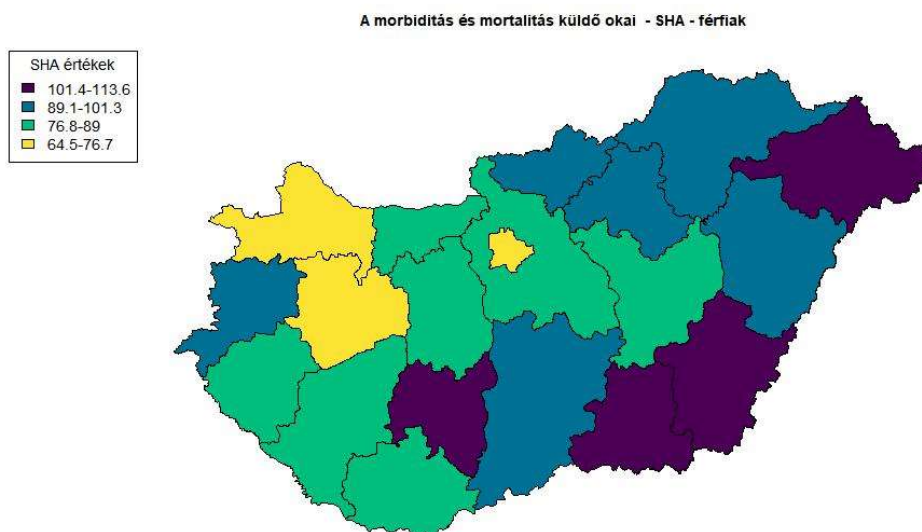 A morbiditás és mortalitás küldő okai - SHA - férfiak
SHA értékek
101.4-113.6
89.1-101.3
76.8-89
64.5-76.7